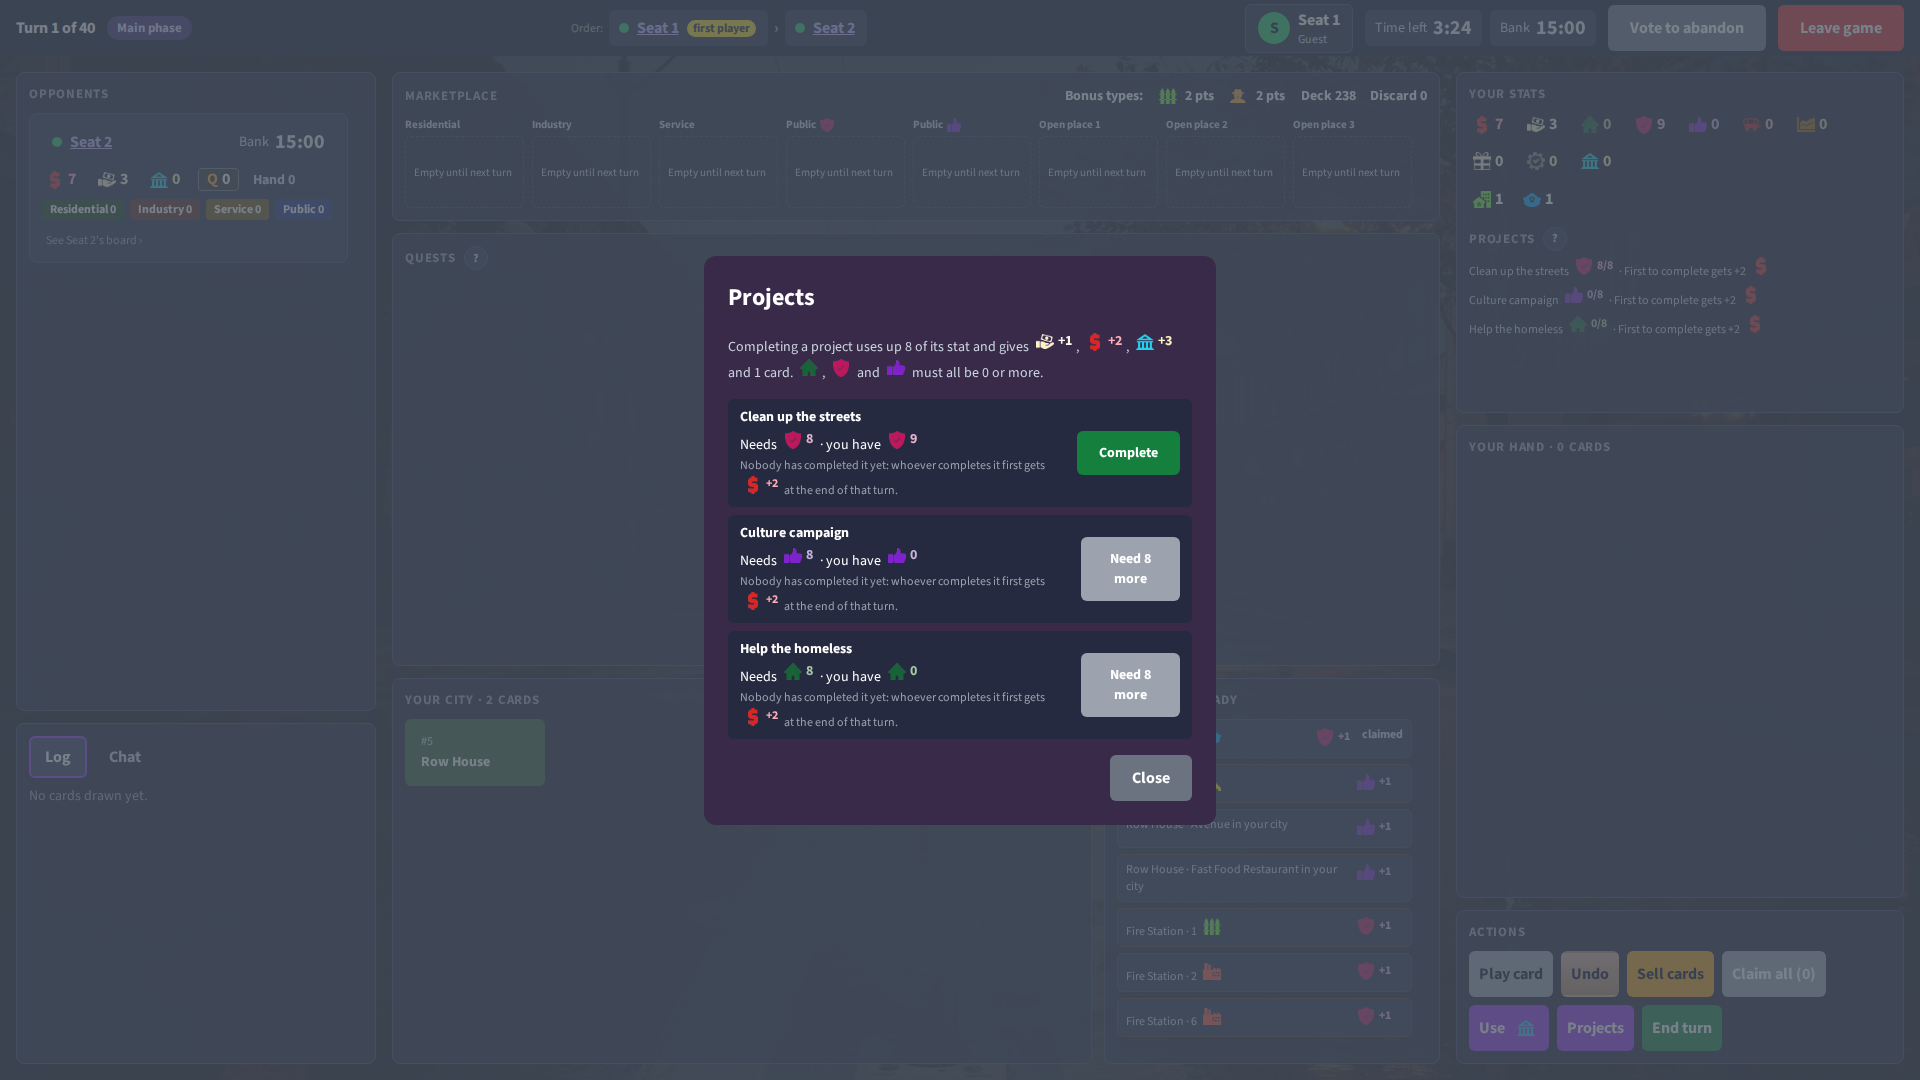 Turn 1 of 40 Main phase
Order: Seat 1 first player › Seat 2
S Seat 1 Guest
Time left 3:24 Bank 15:00
Vote to abandon
Leave game
OPPONENTS
Seat 2 Bank 15:00
7 3 0 Q 0 Hand 0
Residential 0 Industry 0 Service 0 Public 0
See Seat 2's board ›
Log Chat
No cards drawn yet.
MARKETPLACE
Bonus types: 2 pts 2 pts Deck 238 Discard 0
Residential Industry Service Public Public Open place 1 Open place 2 Open place 3
Empty until next turn Empty until next turn Empty until next turn Empty until next turn Empty until next turn Empty until next turn Empty until next turn Empty until next turn
QUESTS ?
Projects
Completing a project uses up 8 of its stat and gives +1 , +2 , +3
and 1 card. , and must all be 0 or more.
Clean up the streets
Needs 8 · you have 9
Nobody has completed it yet: whoever completes it first gets
+2 at the end of that turn.
Complete
Culture campaign
Needs 8 · you have 0
Nobody has completed it yet: whoever completes it first gets
+2 at the end of that turn.
Need 8
more
Help the homeless
Needs 8 · you have 0
Nobody has completed it yet: whoever completes it first gets
+2 at the end of that turn.
Need 8
more
Close
YOUR CITY · 2 CARDS
#5
Row House
+1 claimed
+1
Row House · Avenue in your city +1
Row House · Fast Food Restaurant in your +1
city
Fire Station · 1 +1
Fire Station · 2 +1
Fire Station · 6 +1
YOUR STATS
7 3 0 9 0 0 0
0 0 0
1 1
PROJECTS ?
Clean up the streets 8/8 · First to complete gets +2
Culture campaign 0/8 · First to complete gets +2
Help the homeless 0/8 · First to complete gets +2
YOUR HAND · 0 CARDS
ACTIONS
Play card Undo Sell cards Claim all (0)
Use Projects End turn